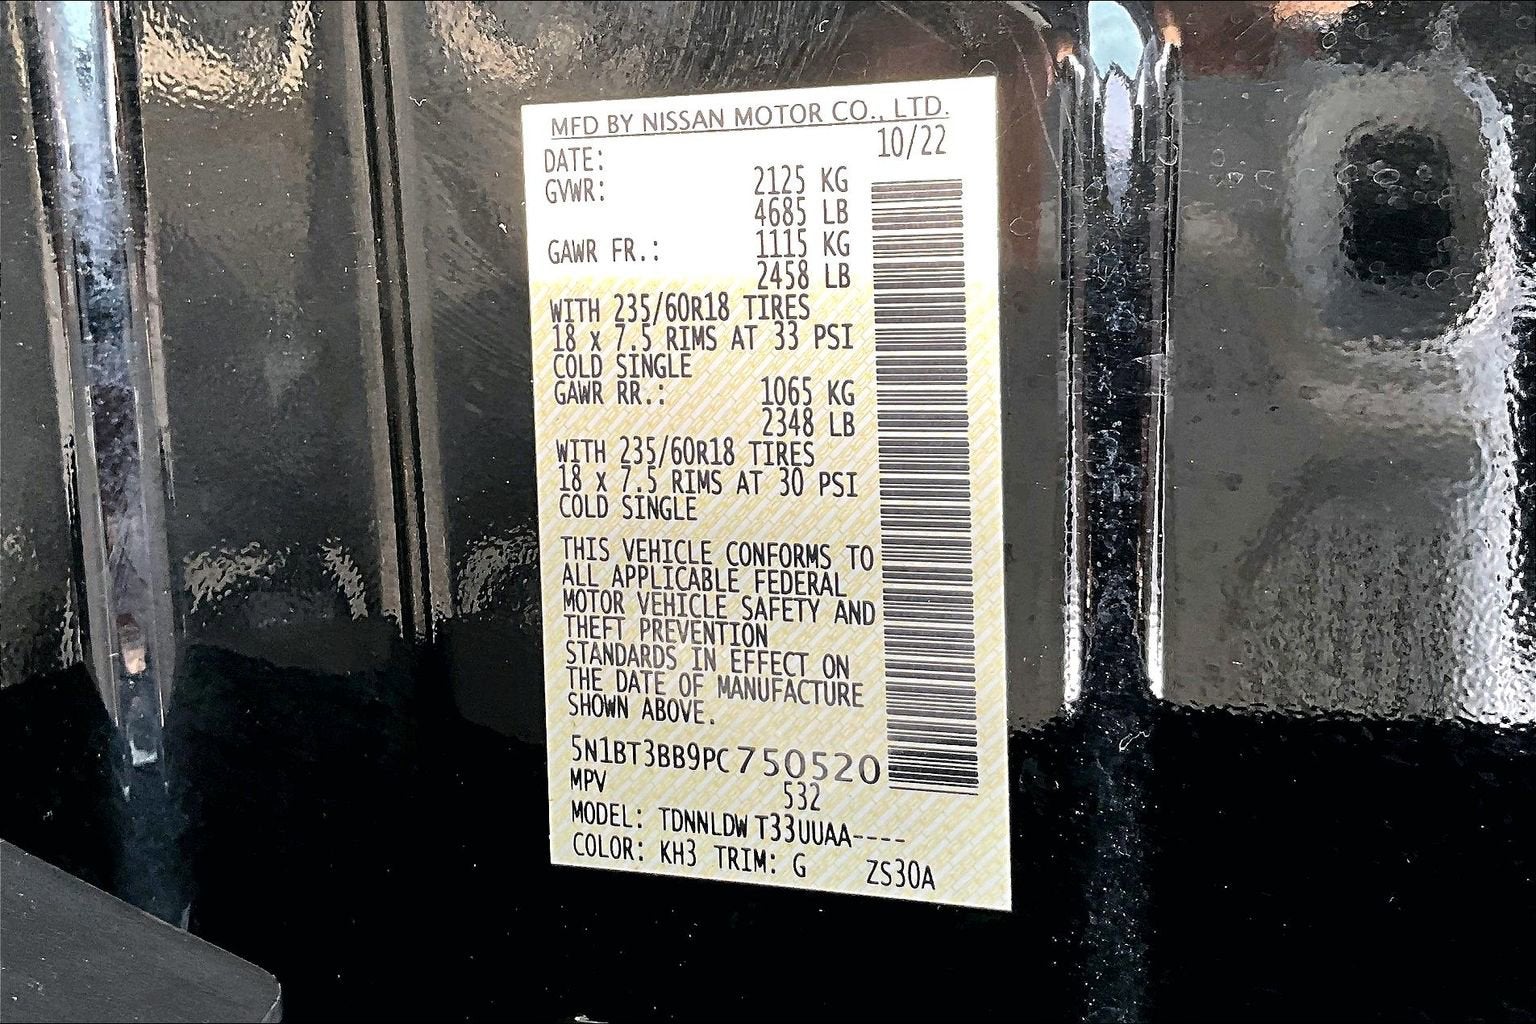 MFD BY NISSAN MOTOR CO., LTD.
DATE: 10/22
GVWR: 2125 KG
4685 LB
GAWR FR.: 1115 KG
2458 LB
WITH 235/60R18 TIRES
18 x 7.5 RIMS AT 33 PSI
COLD SINGLE
GAWR RR.: 1065 KG
2348 LB
WITH 235/60R18 TIRES
18 x 7.5 RIMS AT 30 PSI
COLD SINGLE
THIS VEHICLE CONFORMS TO
ALL APPLICABLE FEDERAL
MOTOR VEHICLE SAFETY AND
THEFT PREVENTION
STANDARDS IN EFFECT ON
THE DATE OF MANUFACTURE
SHOWN ABOVE.
5N1BT3BB9PC750520
MPV 532
MODEL: TDNNLDW T33UUAA----
COLOR: KH3 TRIM: G ZS30A